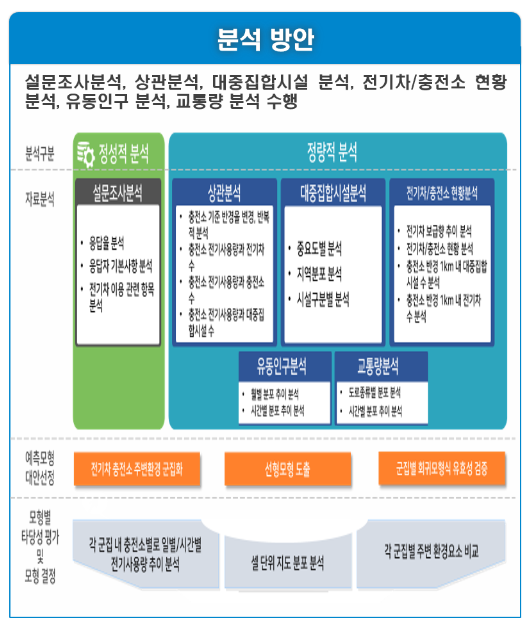 분석 방안
설문조사분석, 상관분석, 대중집합시설 분석, 전기차/충전소 현황
분석, 유동인구 분석, 교통량 분석 수행
분석구분
정성적 분석
정량적 분석
자료분석
설문조사분석
• 응답율 분석
• 응답자 기본사항 분석
• 전기차 이용 관련 항목
분석
상관분석
• 충전소 기준 반경을 변경, 반복
적 분석
• 충전소 전기사용량과 전기차
수
• 충전소 전기사용량과 충전소
수
• 충전소 전기사용량과 대중집
합시설 수
대중집합시설분석
• 중요도별 분석
• 지역분포 분석
• 시설구분별 분석
전기차/충전소 현황분석
• 전기차 보급향 추이 분석
• 전기차/충전소 현황 분석
• 충전소 반경 1km 내 대중집합
시설 수 분석
• 충전소 반경 1km 내 전기차
수 분석
유동인구분석
• 월별 분포 추이 분석
• 시간별 분포 추이 분석
교통량분석
• 도로종류별 분포 분석
• 시간별 분포 추이 분석
예측모형
대안선정
전기차 충전소 주변환경 군집화
선형모형 도출
군집별 회귀모형식 유효성 검증
모형별
타당성 평가
및
모형 결정
각 군집 내 충전소별로 일별/시간별
전기사용량 추이 분석
셀 단위 지도 분포 분석
각 군집별 주변 환경요소 비교